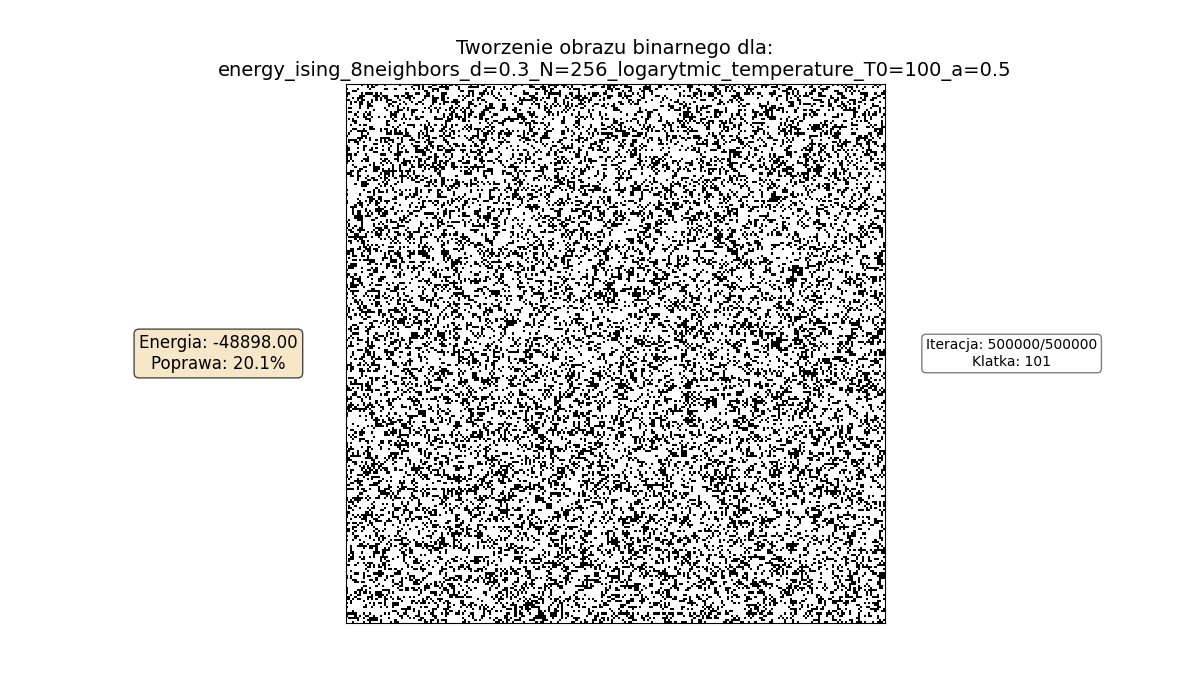 Tworzenie obrazu binarnego dla:
energy_ising_8neighbors_d=0.3_N=256_logarytmic_temperature_T0=100_a=0.5
Energia: -48898.00
Poprawa: 20.1%
Iteracja: 500000/500000
Klatka: 101